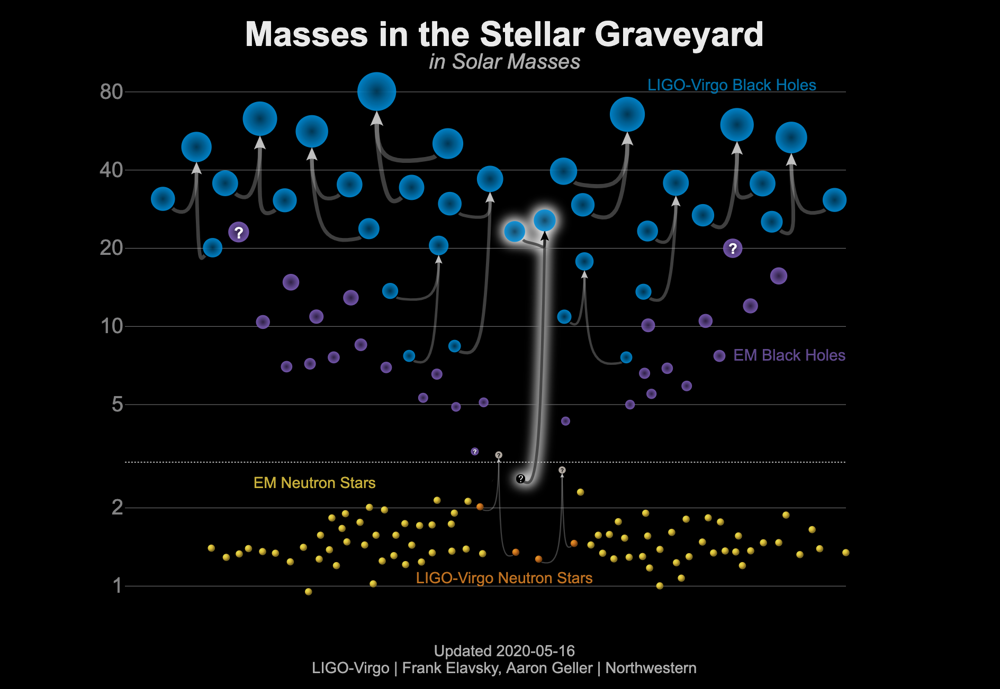 Masses in the Stellar Graveyard
in Solar Masses
LIGO-Virgo Black Holes
80
40
?
20
?
10
EM Black Holes
5
?
?
?
?
EM Neutron Stars
2
LIGO-Virgo Neutron Stars
1
Updated 2020-05-16
LIGO-Virgo | Frank Elavsky, Aaron Geller | Northwestern